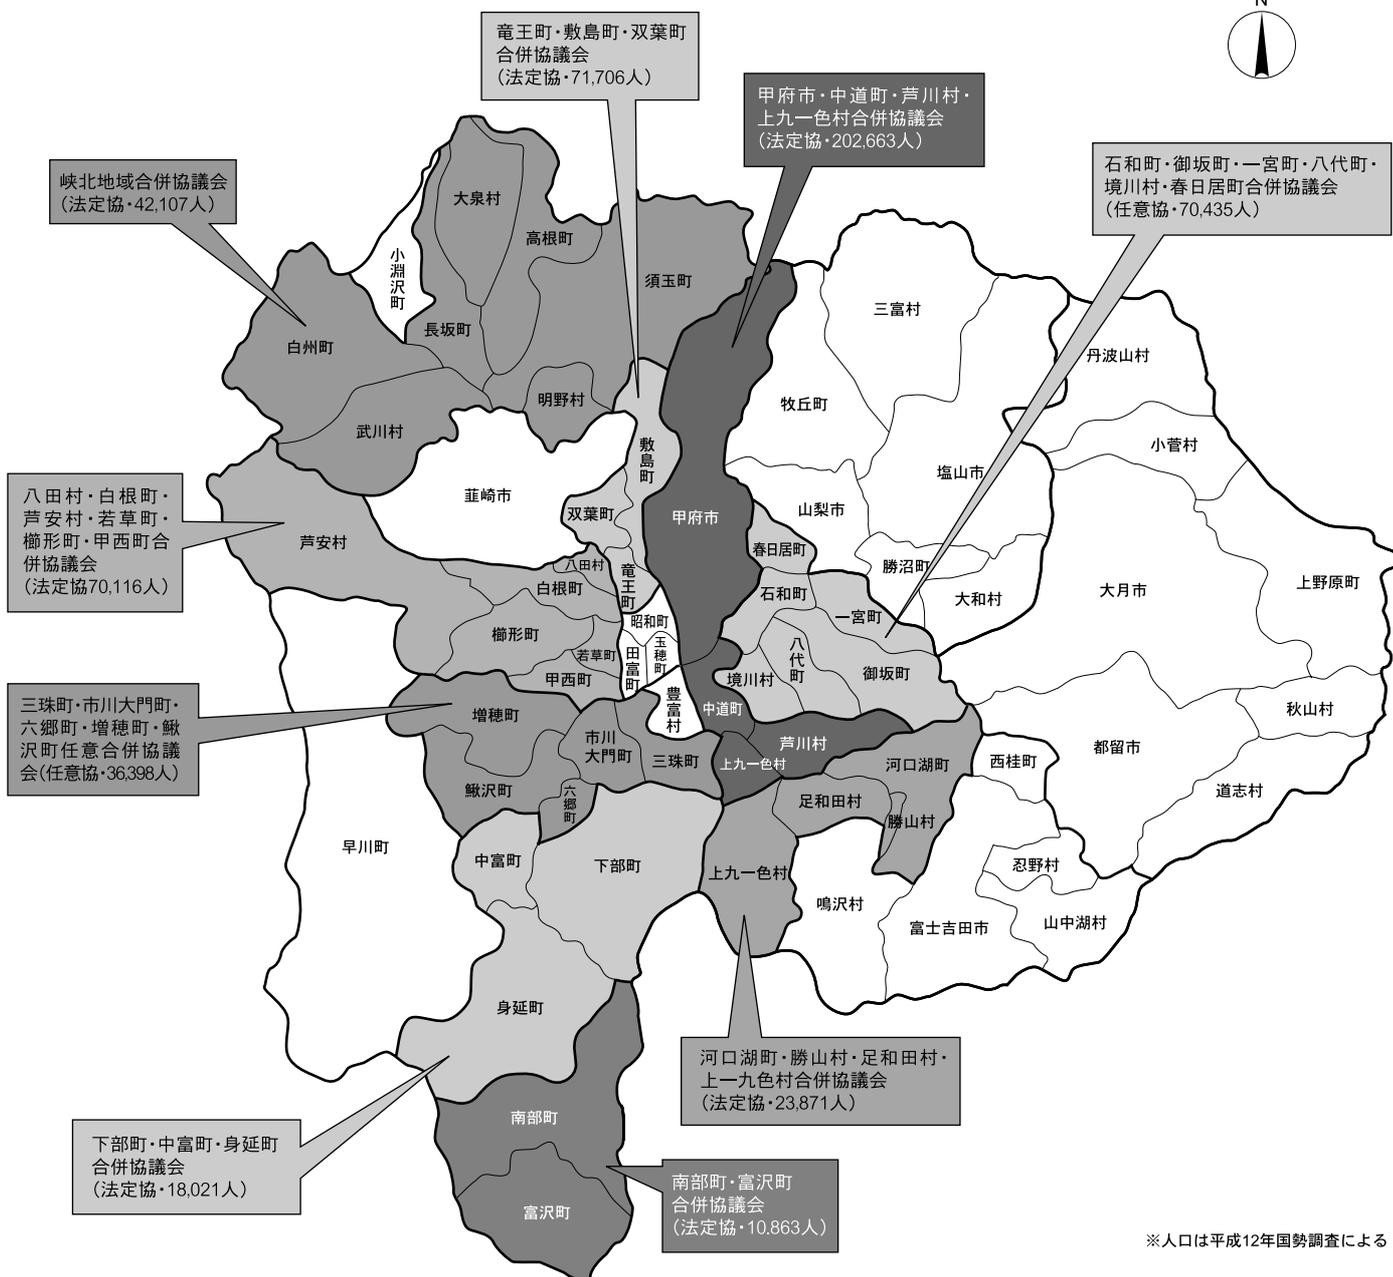 N
竜王町・敷島町・双葉町
合併協議会
(法定協・71,706人)
甲府市・中道町・芦川村・
上九一色村合併協議会
(法定協・202,663人)
石和町・御坂町・一宮町・八代町・
境川村・春日居町合併協議会
(任意協・70,435人)
峡北地域合併協議会
(法定協・42,107人)
大泉村
高根町
小淵沢町
須玉町
長坂町
白州町
明野村
武川村
三富村
丹波山村
牧丘町
小菅村
敷島町
塩山市
韮崎市
八田村・白根町・
芦安村・若草町・
櫛形町・甲西町合
併協議会
(法定協70,116人)
双葉町
甲府市
山梨市
芦安村
春日居町
八田村
勝沼町
白根町
竜王町
石和町
大和村
大月市
上野原町
昭和町
一宮町
櫛形町
玉穂町
若草町
田富町
八代町
甲西町
境川村
御坂町
三珠町・市川大門町・
六郷町・増穂町・鰍
沢町任意合併協議
会(任意協・36,398人)
増穂町
豊富村
中道町
秋山村
市川
大門町
三珠町
芦川村
上九一色村
河口湖町
西桂町
都留市
鰍沢町
六郷町
足和田村
道志村
勝山村
早川町
中富町
下部町
上九一色村
忍野村
鳴沢村
富士吉田市
山中湖村
身延町
河口湖町・勝山村・足和田村・
上一九色村合併協議会
(法定協・23,871人)
南部町
下部町・中富町・身延町
合併協議会
(法定協・18,021人)
南部町・富沢町
合併協議会
(法定協・10.863人)
富沢町
※人口は平成12年国勢調査による